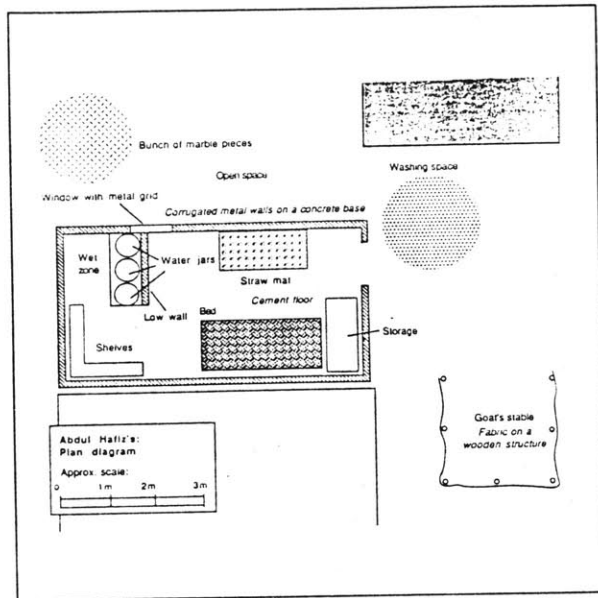 Bunch of marble pieces
Open space
Washing space
Window with metal grid
Corrugated metal walls on a concrete base
Wet
zone
Water jars
Straw mat
Cement floor
Low wall
Bed
Storage
Shelves
Goat's stable
Fabric on a
wooden structure
Abdul Hafiz's:
Plan diagram
Approx. scale:
0 1m 2m 3m